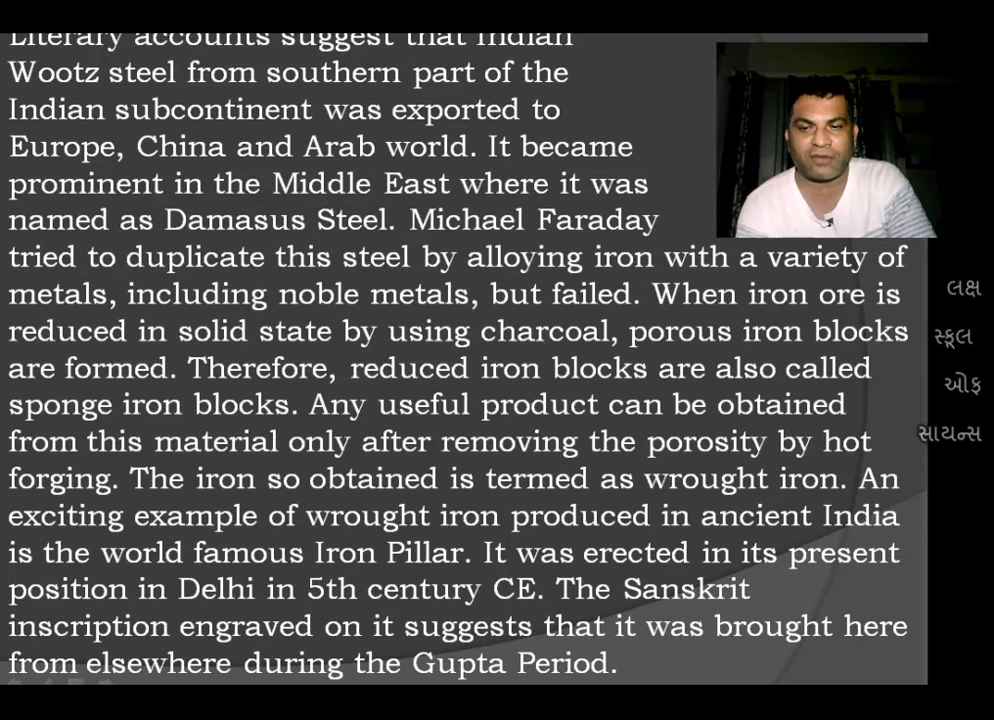 Literary accounts suggest that Indian
Wootz steel from southern part of the
Indian subcontinent was exported to
Europe, China and Arab world. It became
prominent in the Middle East where it was
named as Damasus Steel. Michael Faraday
tried to duplicate this steel by alloying iron with a variety of
metals, including noble metals, but failed. When iron ore is
reduced in solid state by using charcoal, porous iron blocks
are formed. Therefore, reduced iron blocks are also called
sponge iron blocks. Any useful product can be obtained
from this material only after removing the porosity by hot
forging. The iron so obtained is termed as wrought iron. An
exciting example of wrought iron produced in ancient India
is the world famous Iron Pillar. It was erected in its present
position in Delhi in 5th century CE. The Sanskrit
inscription engraved on it suggests that it was brought here
from elsewhere during the Gupta Period.
લક્ષ
સ્કૂલ
ઓફ
સાયન્સ